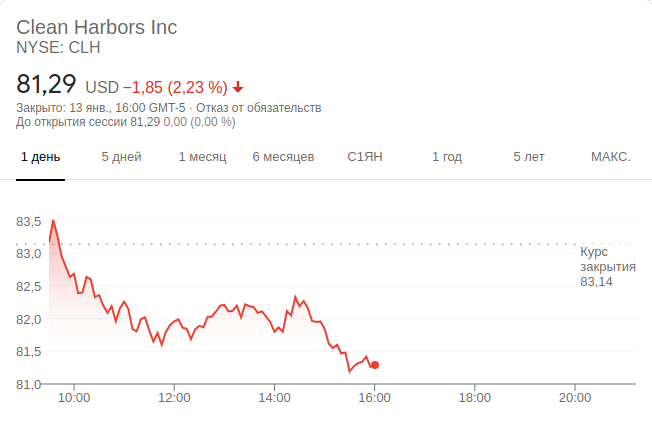 Clean Harbors Inc
NYSE: CLH
81,29 USD −1,85 (2,23 %)
Закрыто: 13 янв., 16:00 GMT-5 · Отказ от обязательств
До открытия сессии 81,29 0,00 (0,00 %)
1 день 5 дней 1 месяц 6 месяцев С1ЯН 1 год 5 лет МАКС.
83,5
83,0
82,5
82,0
81,5
81,0
Курс
закрытия
83,14
10:00 12:00 14:00 16:00 18:00 20:00